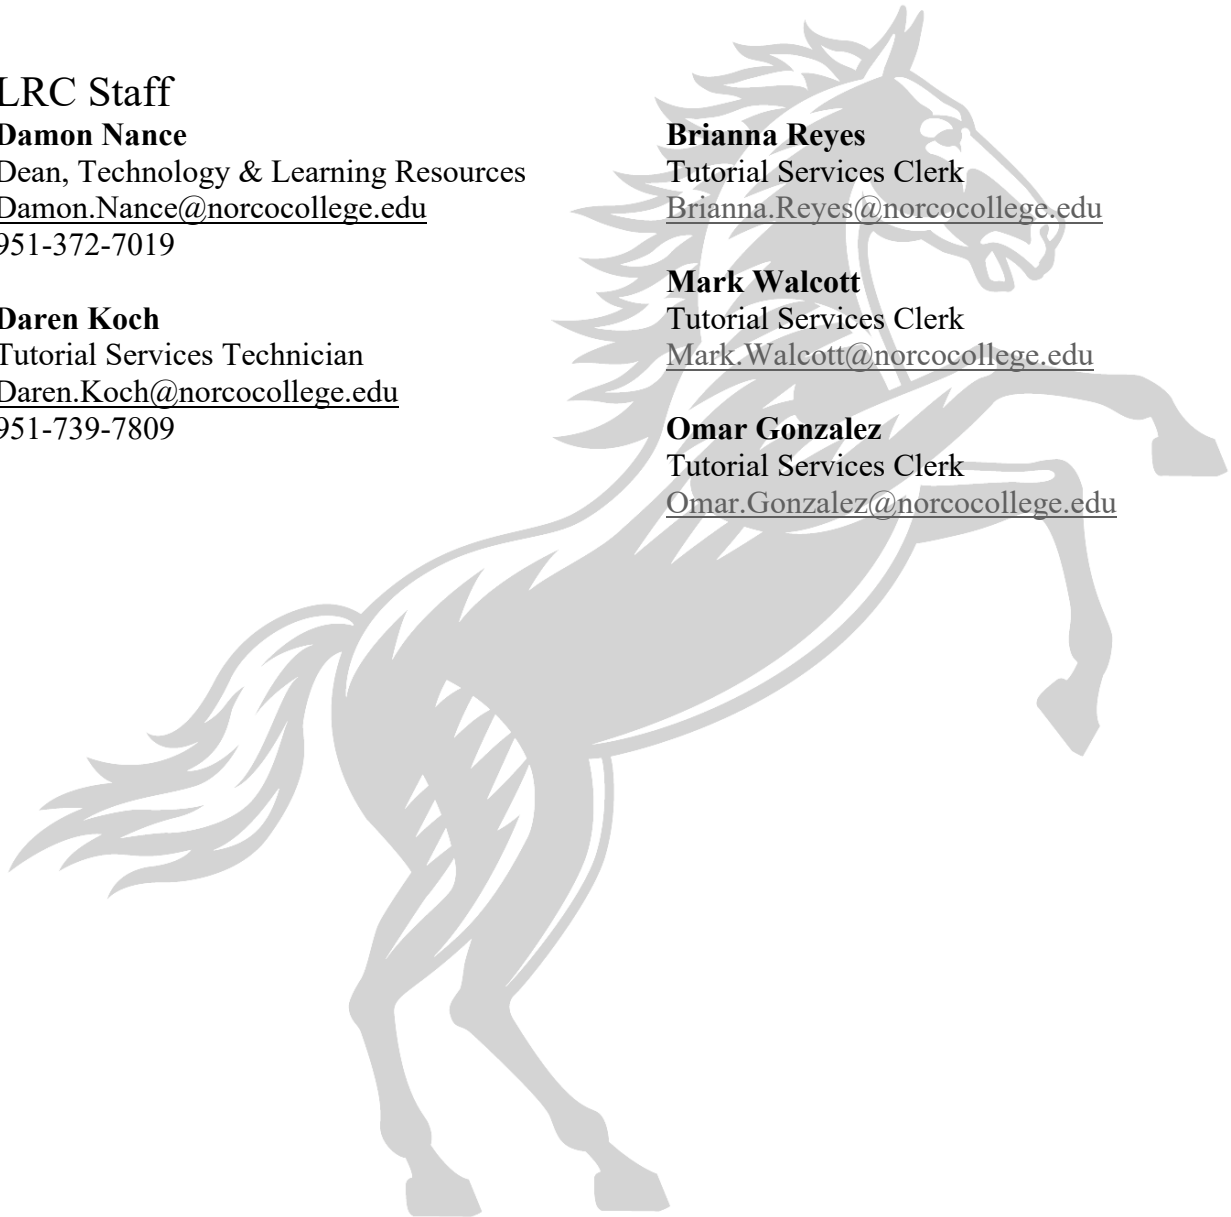 LRC Staff
Damon Nance
Dean, Technology & Learning Resources
Damon.Nance@norcocollege.edu
951-372-7019
Daren Koch
Tutorial Services Technician
Daren.Koch@norcocollege.edu
951-739-7809
Brianna Reyes
Tutorial Services Clerk
Brianna.Reyes@norcocollege.edu
Mark Walcott
Tutorial Services Clerk
Mark.Walcott@norcocollege.edu
Omar Gonzalez
Tutorial Services Clerk
Omar.Gonzalez@norcocollege.edu